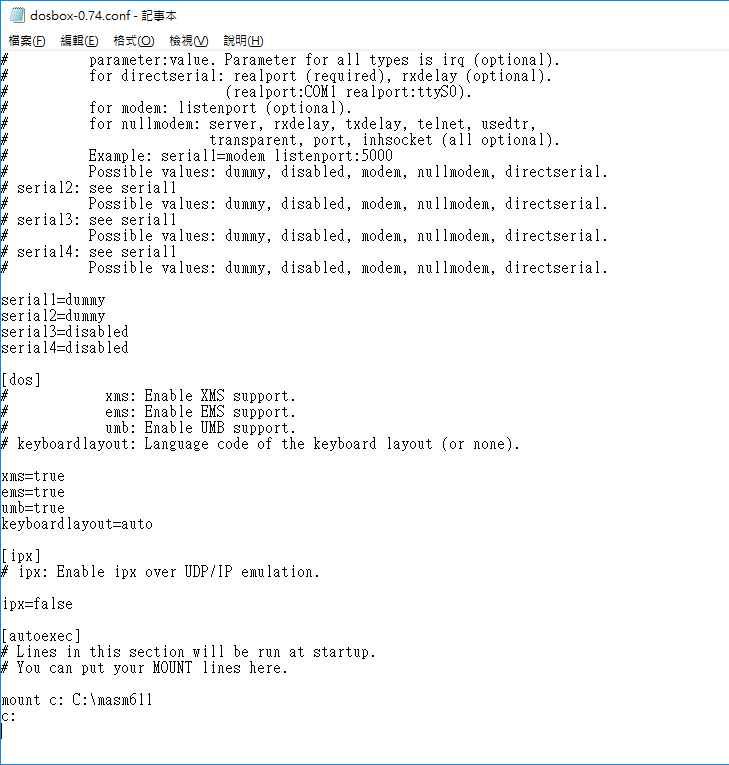 dosbox-0.74.conf - 記事本
檔案(F) 編輯(E) 格式(O) 檢視(V) 說明(H)
# parameter:value. Parameter for all types is irq (optional).
# for directserial: realport (required), rxdelay (optional).
# (realport:COM1 realport:ttyS0).
# for modem: listenport (optional).
# for nullmodem: server, rxdelay, txdelay, telnet, usedtr,
# transparent, port, inhsocket (all optional).
# Example: serial1=modem listenport:5000
# Possible values: dummy, disabled, modem, nullmodem, directserial.
# serial2: see serial1
# Possible values: dummy, disabled, modem, nullmodem, directserial.
# serial3: see serial1
# Possible values: dummy, disabled, modem, nullmodem, directserial.
# serial4: see serial1
# Possible values: dummy, disabled, modem, nullmodem, directserial.
serial1=dummy
serial2=dummy
serial3=disabled
serial4=disabled
[dos]
# xms: Enable XMS support.
# ems: Enable EMS support.
# umb: Enable UMB support.
# keyboardlayout: Language code of the keyboard layout (or none).
xms=true
ems=true
umb=true
keyboardlayout=auto
[ipx]
# ipx: Enable ipx over UDP/IP emulation.
ipx=false
[autoexec]
# Lines in this section will be run at startup.
# You can put your MOUNT lines here.
mount c: C:\masm611
c: